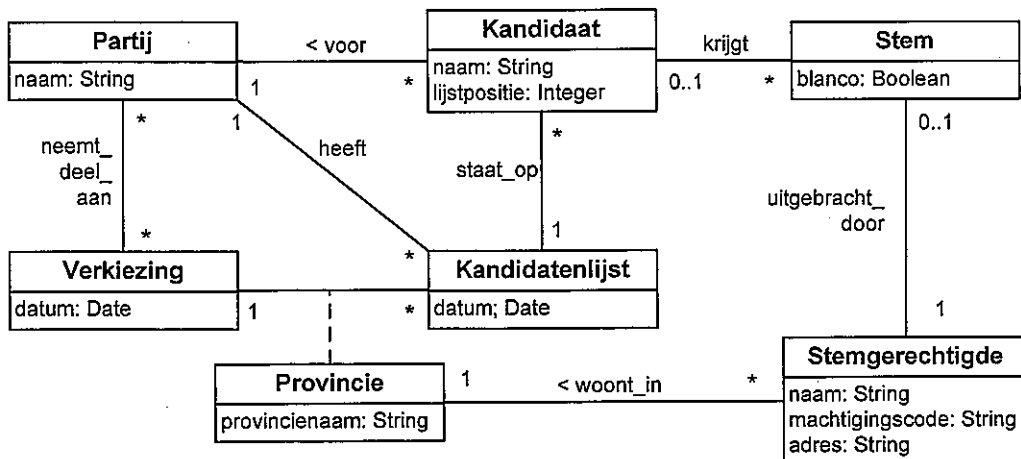 Partij
naam: String
< voor
1
*
Kandidaat
naam: String
lijstpositie: Integer
krijgt
0..1
*
Stem
blanco: Boolean
*
1
neemt_
deel_
aan
heeft
*
staat_op
0..1
uitgebracht_
door
*
*
1
1
Verkiezing
datum: Date
1
*
Kandidatenlijst
datum; Date
Provincie
provincienaam: String
1
< woont_in
*
Stemgerechtigde
naam: String
machtigingscode: String
adres: String